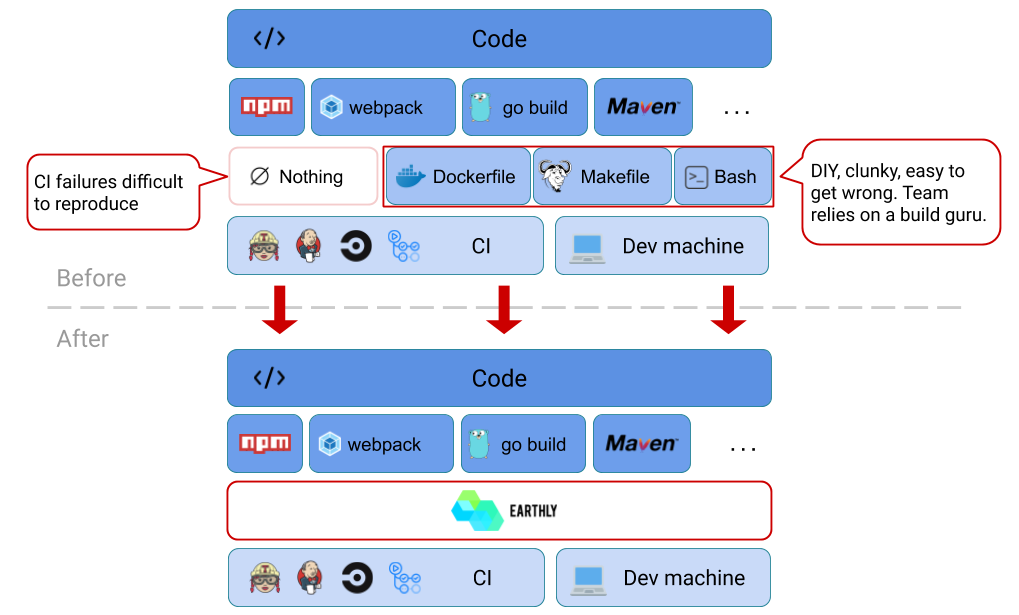 Code
npm
webpack
go build
Maven
...
CI failures difficult
to reproduce
Nothing
Dockerfile
Makefile
Bash
DIY, clunky, easy to
get wrong. Team
relies on a build guru.
CI
Dev machine
Before
After
Code
npm
webpack
go build
Maven
...
EARTHLY
CI
Dev machine